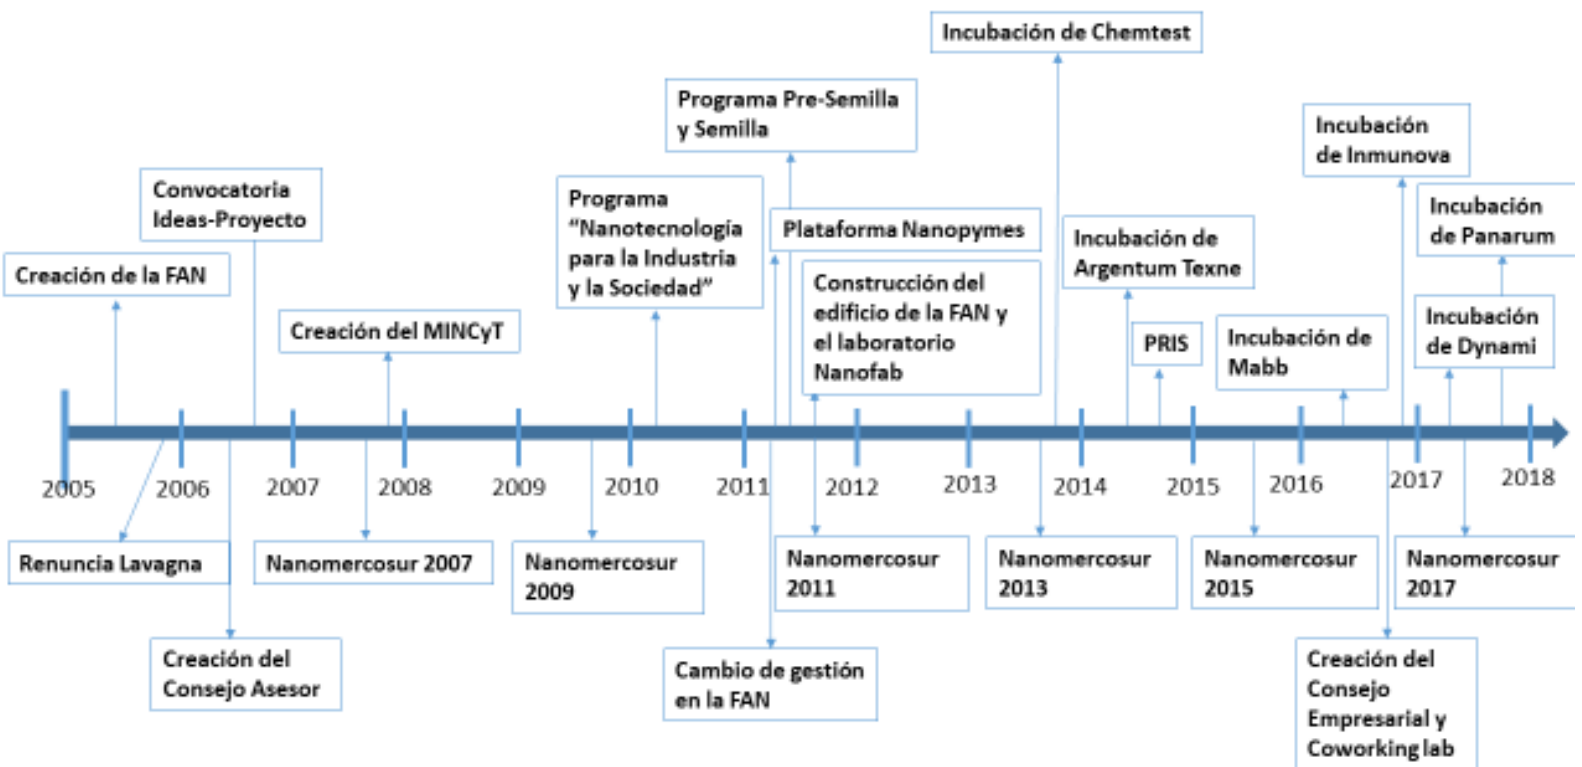 Incubación de Chemtest
Programa Pre-Semilla
y Semilla
Incubación
de Inmunova
Convocatoria
Ideas-Proyecto
Programa
“Nanotecnología
para la Industria
y la Sociedad”
Plataforma Nanopymes
Incubación de
Argentum Texne
Incubación
de Panarum
Creación de la FAN
Construcción del
edificio de la FAN y
el laboratorio
Nanofab
Creación del MINCyT
PRIS
Incubación de
Mabb
Incubación
de Dynami
2005
2006
2007
2008
2009
2010
2011
2012
2013
2014
2015
2016
2017
2018
Renuncia Lavagna
Nanomercosur 2007
Nanomercosur
2009
Nanomercosur
2011
Nanomercosur
2013
Nanomercosur
2015
Nanomercosur
2017
Creación del
Consejo Asesor
Cambio de gestión
en la FAN
Creación del
Consejo
Empresarial y
Coworking lab